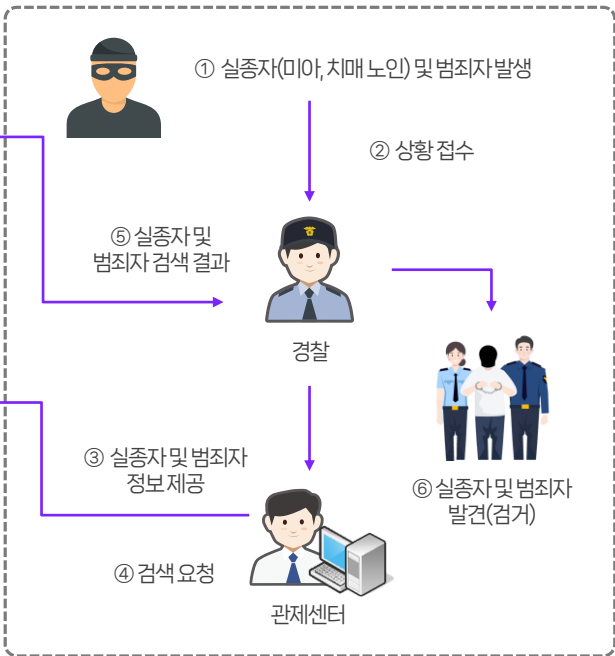 ① 실종자(미아, 치매 노인) 및 범죄자 발생
② 상황 접수
⑤ 실종자 및
범죄자 검색 결과
경찰
③ 실종자 및 범죄자
정보 제공
⑥ 실종자 및 범죄자
발견(검거)
④ 검색 요청
관제센터